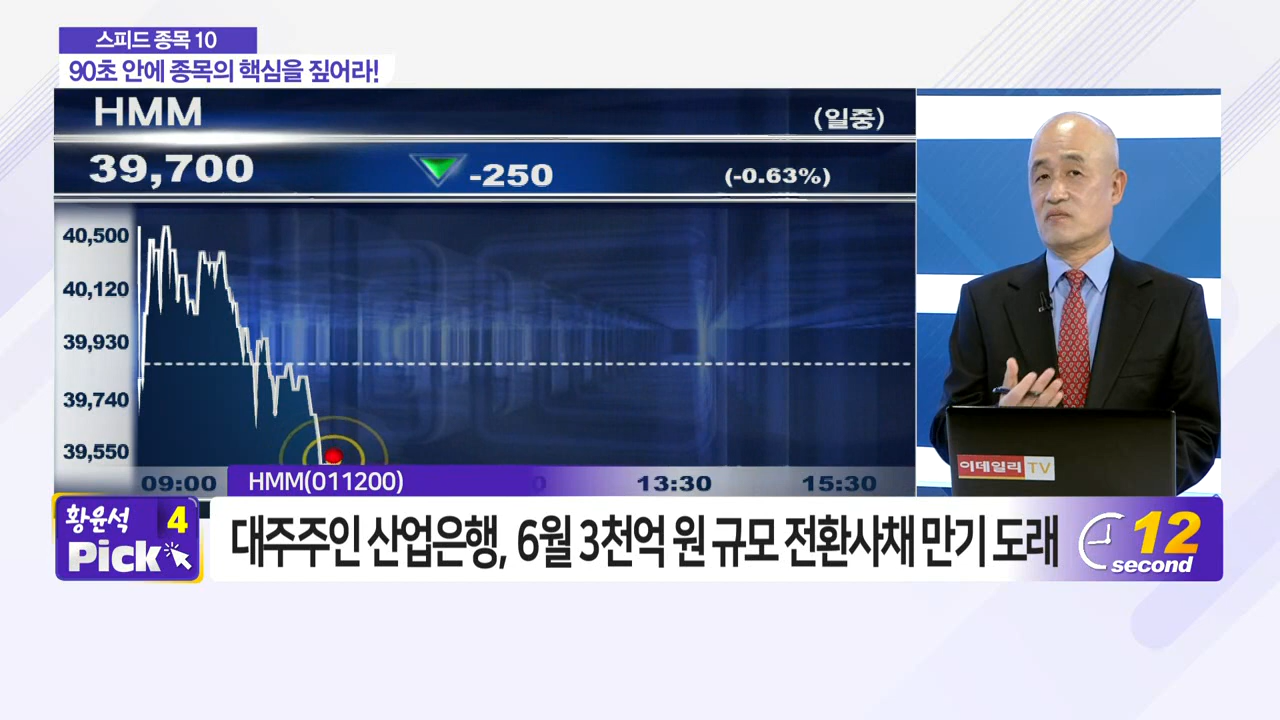 스피드 종목 10
90초 안에 종목의 핵심을 짚어라!
HMM
(일중)
39,700
-250
(-0.63%)
40,500
40,120
39,930
39,740
39,550
09:00
0
13:30
15:30
HMM(011200)
이데일리 TV
황윤석
4
Pick
대주주인 산업은행, 6월 3천억 원 규모 전환사채 만기 도래
12
second